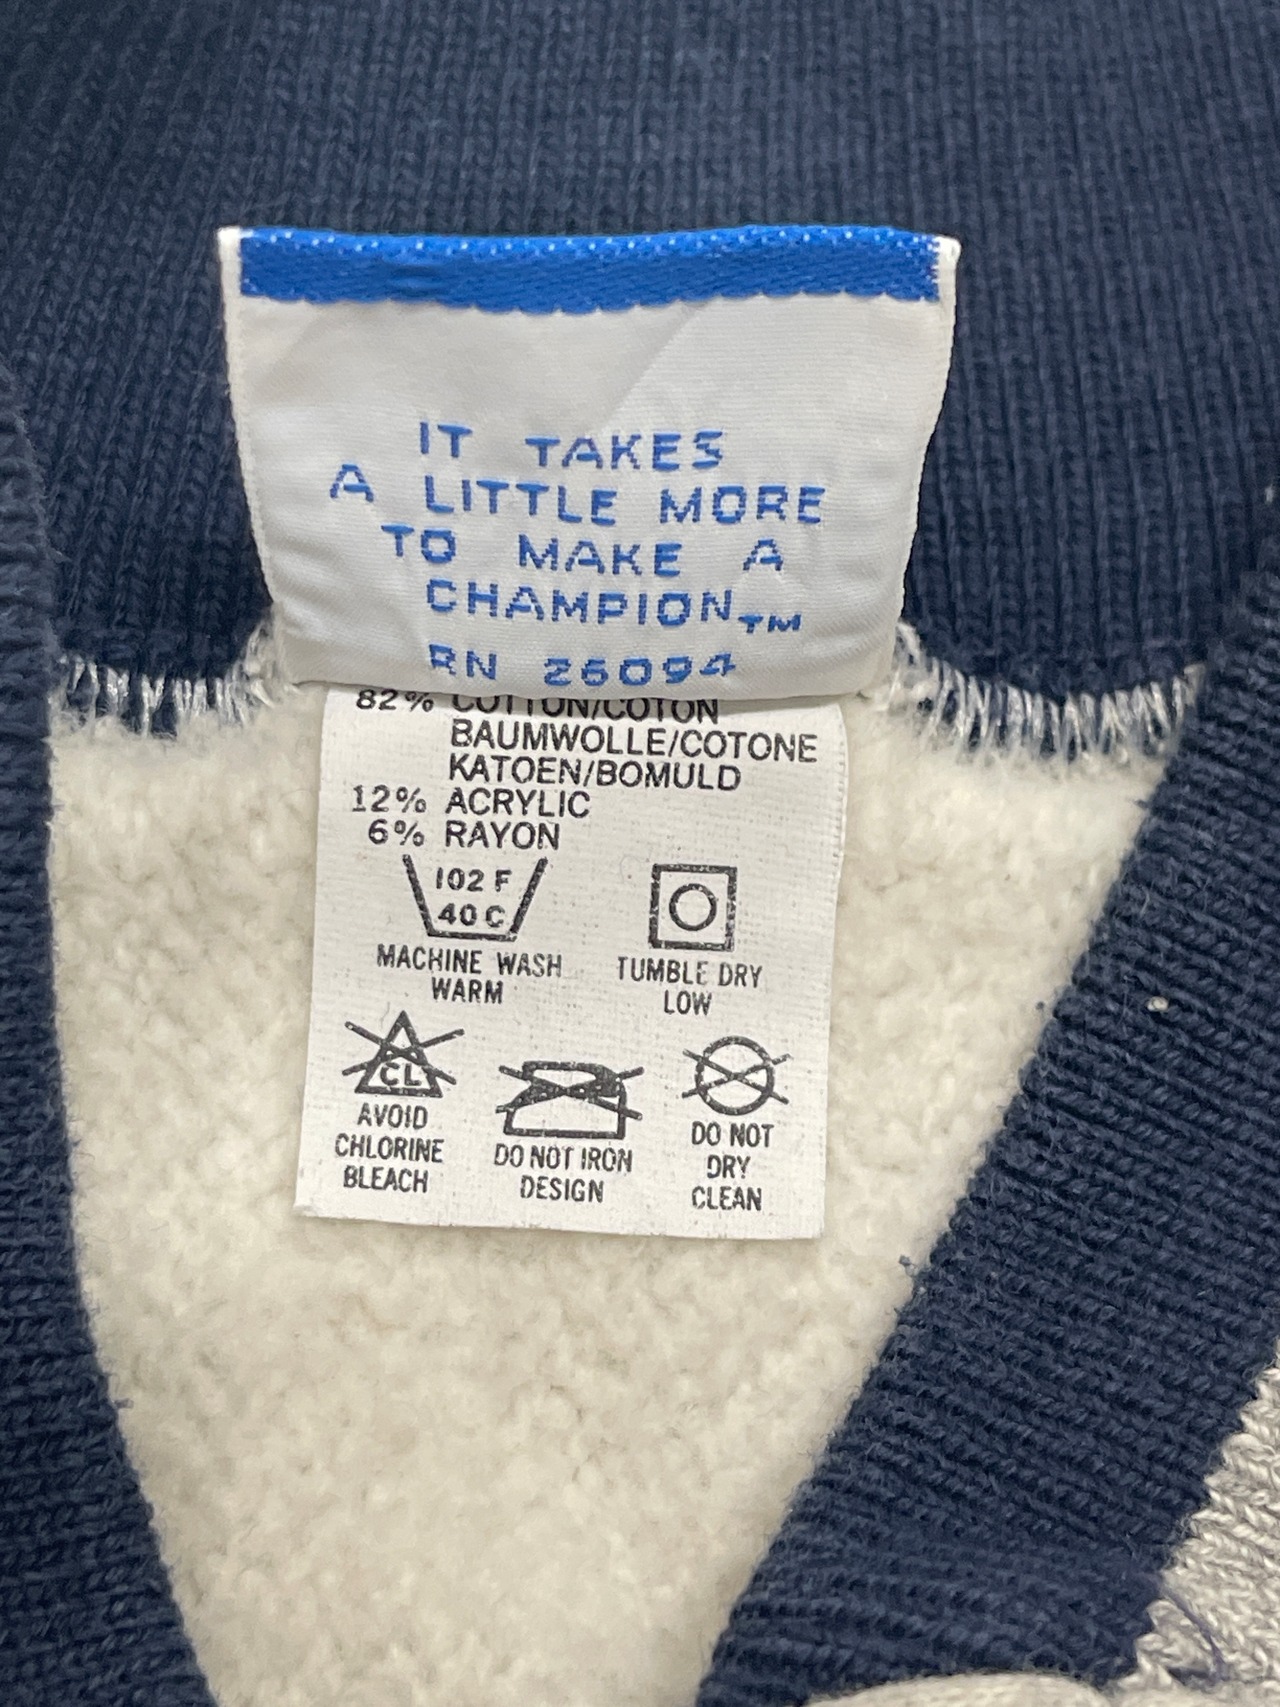 IT TAKES
A LITTLE MORE
TO MAKE A
CHAMPION™
RN 26094
82% COTTON/COTON
BAUMWOLLE/COTONE
KATOEN/BOMULD
12% ACRYLIC
6% RAYON
102 F
40 C
MACHINE WASH
WARM
TUMBLE DRY
LOW
CL
AVOID
CHLORINE
BLEACH
DO NOT IRON
DESIGN
DO NOT
DRY
CLEAN